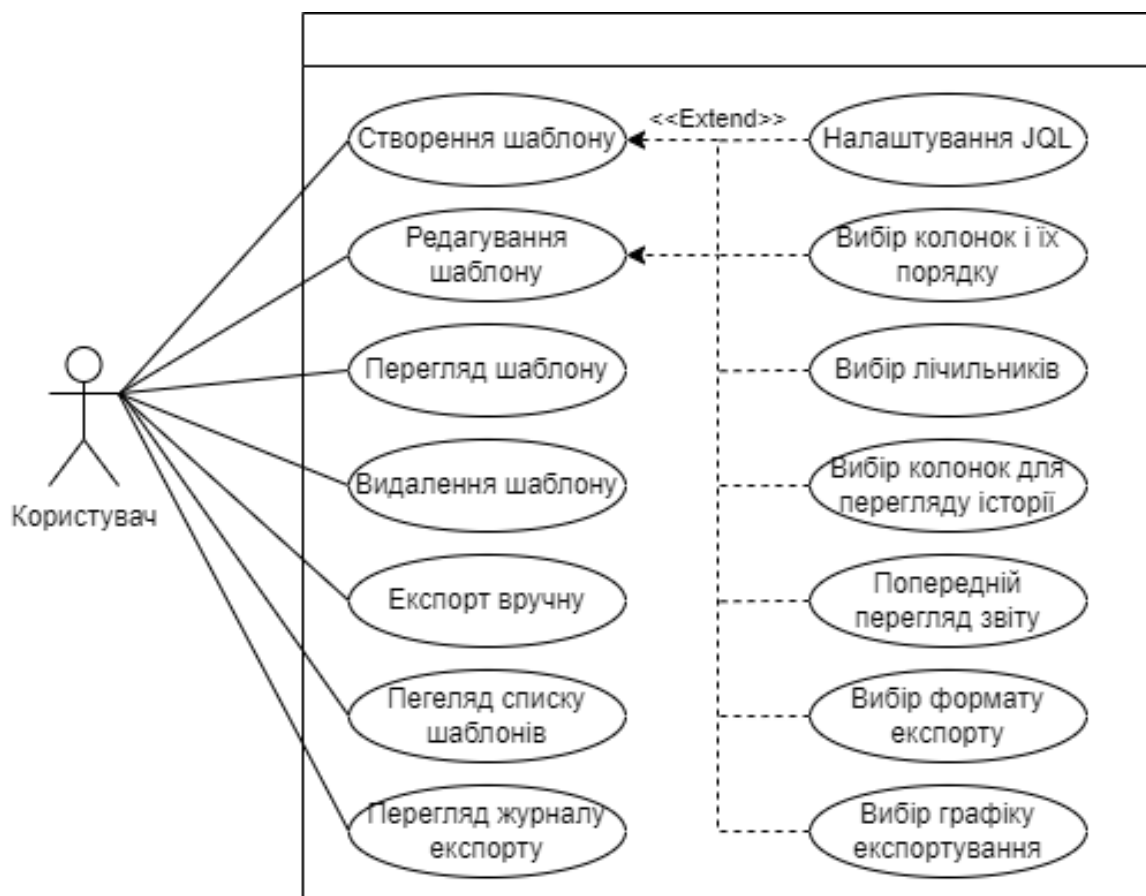 Створення шаблону
<<Extend>>
Налаштування JQL
Редагування
шаблону
Вибір колонок і їх
порядку
Перегляд шаблону
Вибір лічильників
Видалення шаблону
Вибір колонок для
перегляду історії
Користувач
Експорт вручну
Попередній
перегляд звіту
Пегеляд списку
шаблонів
Вибір формату
експорту
Перегляд журналу
експорту
Вибір графіку
експортування